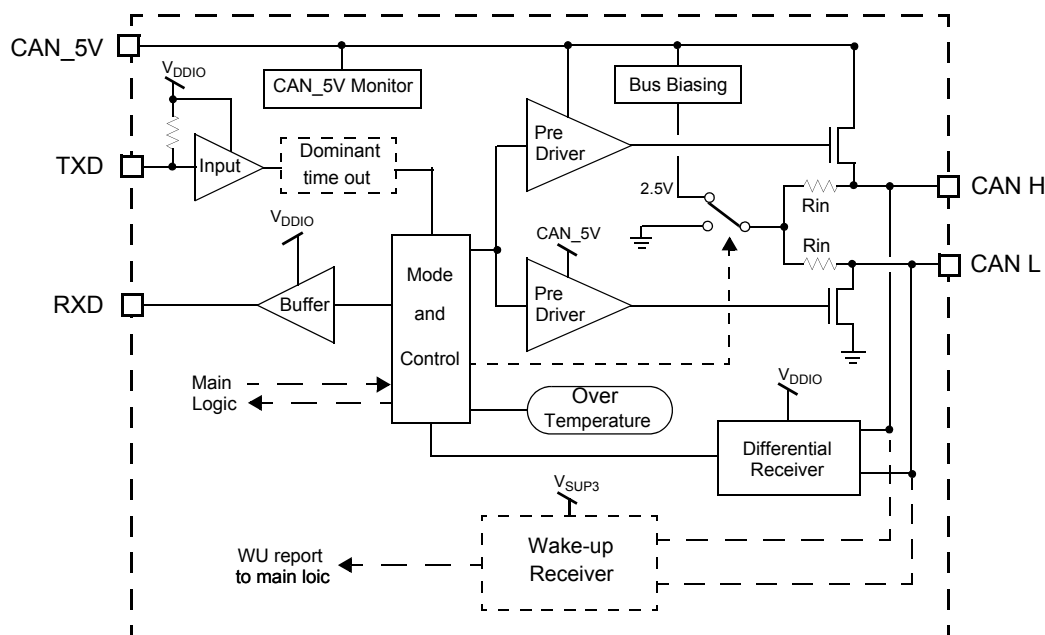 CAN_5V
VDDIO
CAN_5V Monitor
Bus Biasing
TXD
Input
Dominant
time out
Pre
Driver
2.5V
Rin
CAN H
VDDIO
CAN_5V
Rin
CAN L
RXD
Buffer
Mode
and
Control
Pre
Driver
Main
Logic
Over
Temperature
VDDIO
Differential
Receiver
VSUP3
Wake-up
Receiver
WU report
to main loic